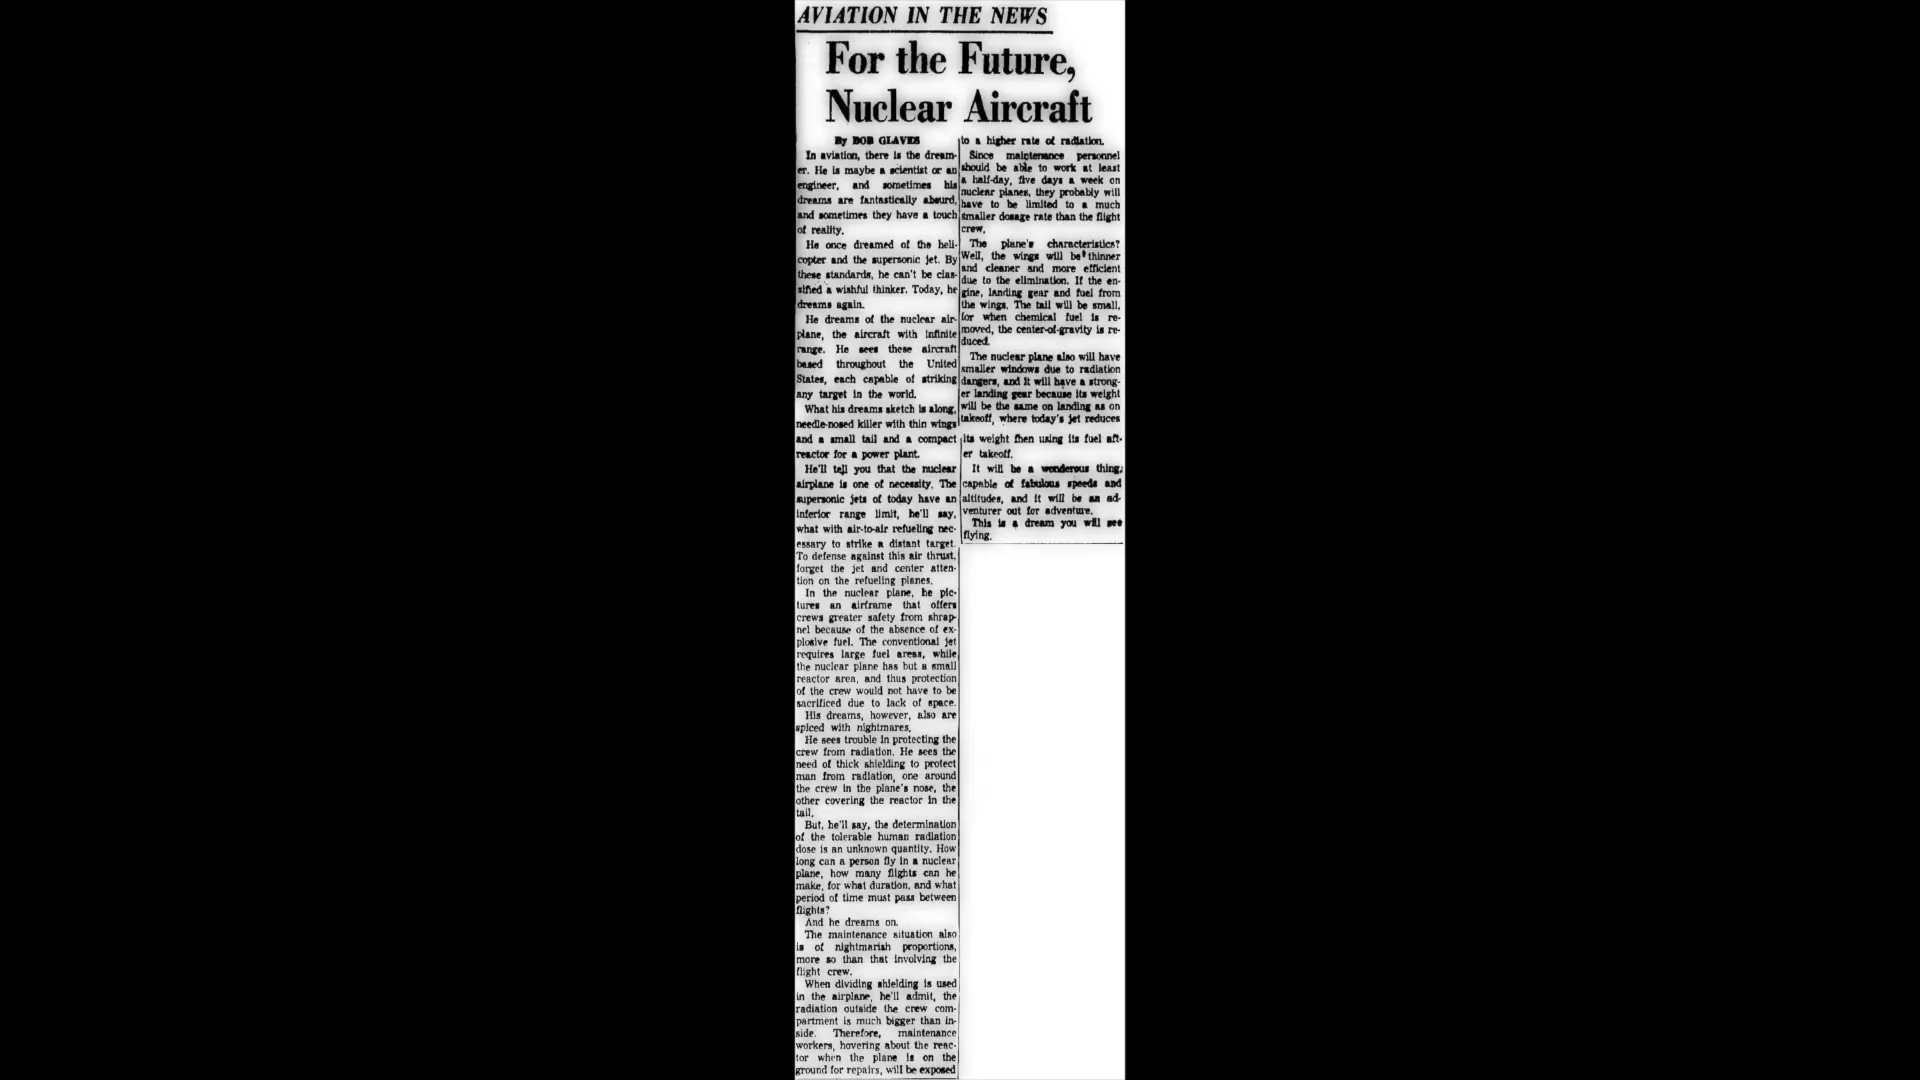 AVIATION IN THE NEWS
For the Future,
Nuclear Aircraft
By BOB GLAVES
In aviation, there is the dream-
er. He is maybe a scientist or an
engineer, and sometimes his
dreams are fantastically absurd,
and sometimes they have a touch
of reality.
He once dreamed of the heli-
copter and the supersonic jet. By
these standards, he can't be clas-
sified a wishful thinker. Today, he
dreams again.
He dreams of the nuclear air-
plane, the aircraft with infinite
range. He sees these aircraft
based throughout the United
States, each capable of striking
any target in the world.
What his dreams sketch is along,
needle-nosed killer with thin wings
and a small tail and a compact
reactor for a power plant.
He'll tell you that the nuclear
airplane is one of necessity. The
supersonic jets of today have an
inferior range limit, he'll say,
what with air-to-air refueling nec-
essary to strike a distant target.
To defense against this air thrust,
forget the jet and center atten-
tion on the refueling planes.
In the nuclear plane, he pic-
tures an airframe that offers
crews greater safety from shrap-
nel because of the absence of ex-
plosive fuel. The conventional jet
requires large fuel areas, while
the nuclear plane has but a small
reactor area, and thus protection
of the crew would not have to be
sacrificed due to lack of space.
His dreams, however, also are
spiced with nightmares.
He sees trouble in protecting the
crew from radiation. He sees the
need of thick shielding to protect
man from radiation, one around
the crew in the plane's nose, the
other covering the reactor in the
tail.
But, he'll say, the determination
of the tolerable human radiation
dose is an unknown quantity. How
long can a person fly in a nuclear
plane, how many flights can he
make, for what duration, and what
period of time must pass between
flights?
And he dreams on.
The maintenance situation also
is of nightmarish proportions,
more so than that involving the
flight crew.
When dividing shielding is used
in the airplane, he'll admit, the
radiation outside the crew com-
partment is much bigger than in-
side. Therefore, maintenance
workers, hovering about the reac-
tor when the plane is on the
ground for repairs, will be exposed
to a higher rate of radiation.
Since maintenance personnel
should be able to work at least
a half-day, five days a week on
nuclear planes, they probably will
have to be limited to a much
smaller dosage rate than the flight
crew.
The plane's characteristics?
Well, the wings will be thinner
and cleaner and more efficient
due to the elimination. If the en-
gine, landing gear and fuel from
the wings. The tail will be small,
for when chemical fuel is re-
moved, the center-of-gravity is re-
duced.
The nuclear plane also will have
smaller windows due to radiation
dangers, and it will have a strong-
er landing gear because its weight
will be the same on landing as on
takeoff, where today's jet reduces
its weight then using its fuel aft-
er takeoff.
It will be a wonderous thing,
capable of fabulous speeds and
altitudes, and it will be an ad-
venturer out for adventure.
This is a dream you will see
flying.